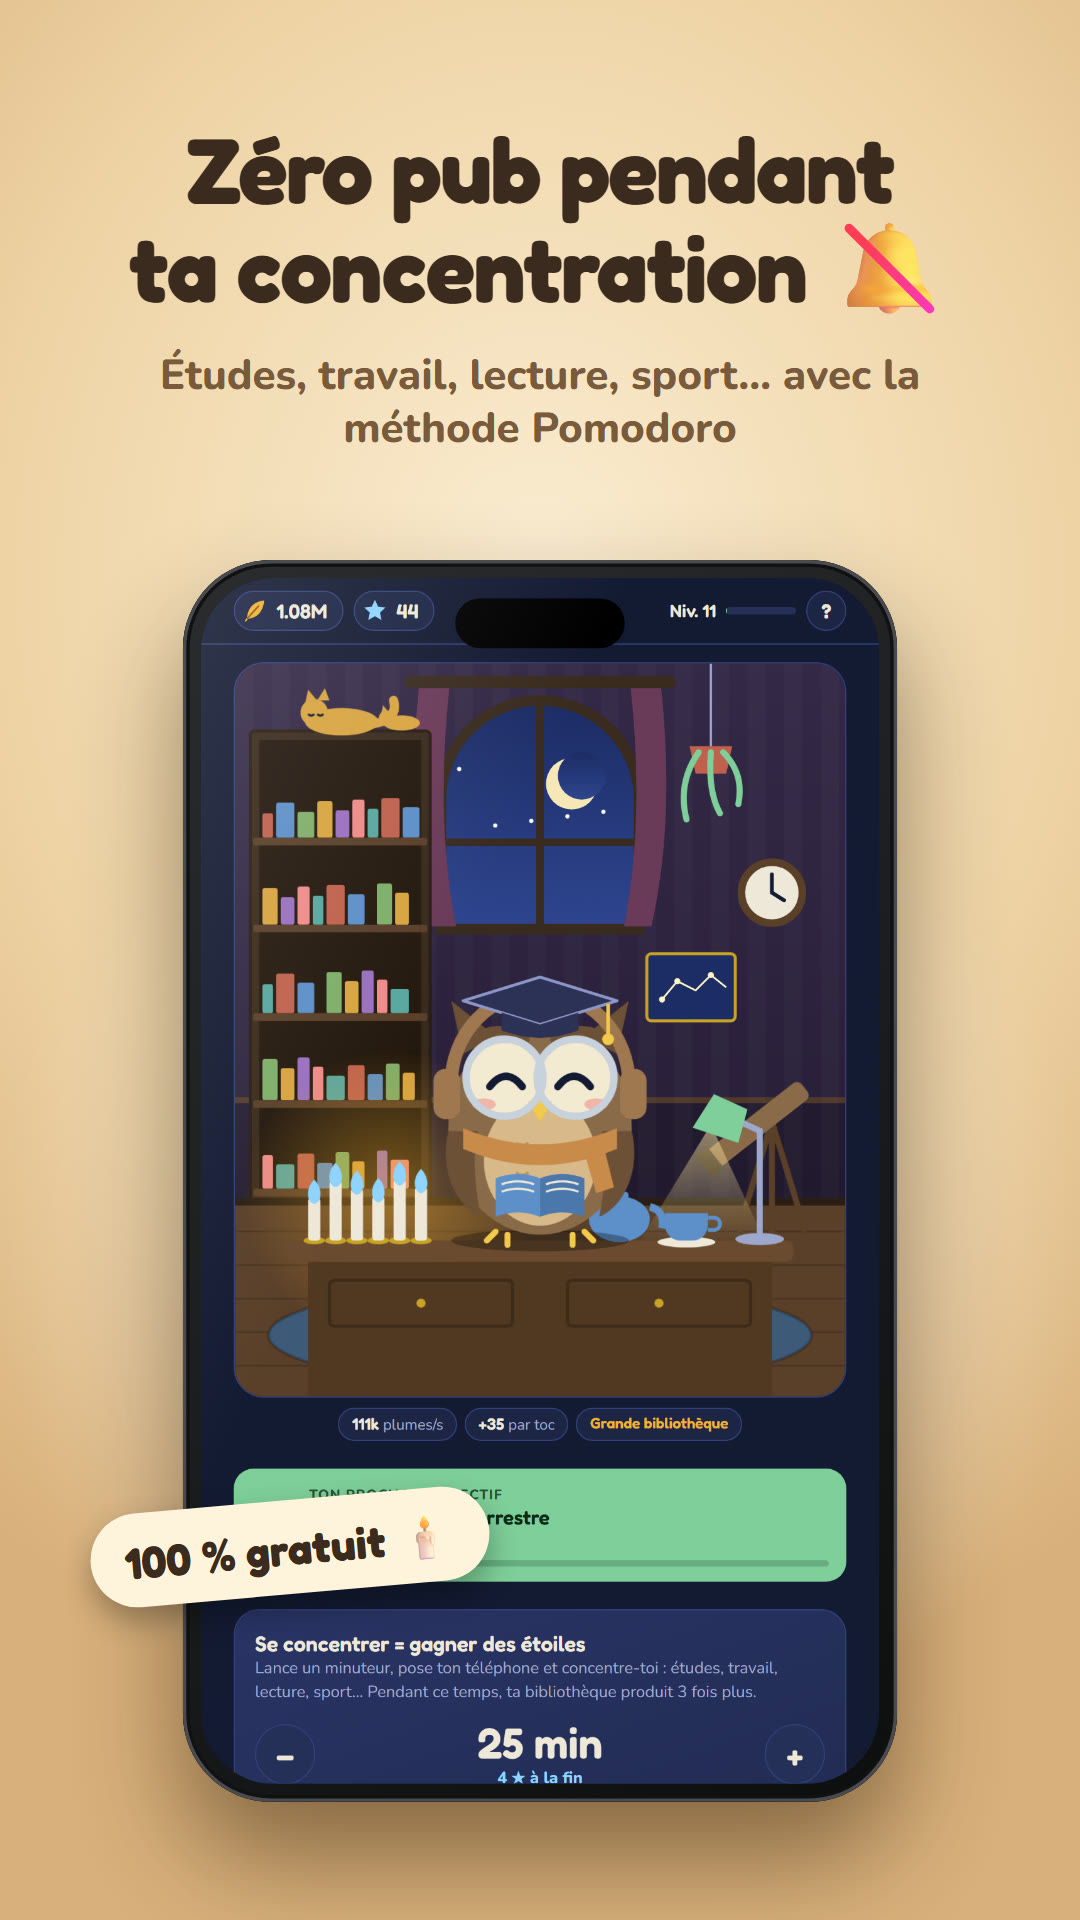 Zéro pub pendant
ta concentration
Études, travail, lecture, sport... avec la
méthode Pomodoro
1.08M
44
Niv. 11
?
111k plumes/s
+35 par toc
Grande bibliothèque
TON
100 % gratuit
Se concentrer = gagner des étoiles
Lance un minuteur, pose ton téléphone et concentre-toi : études, travail,
lecture, sport... Pendant ce temps, ta bibliothèque produit 3 fois plus.
−
25 min
+
4 ★ à la fin